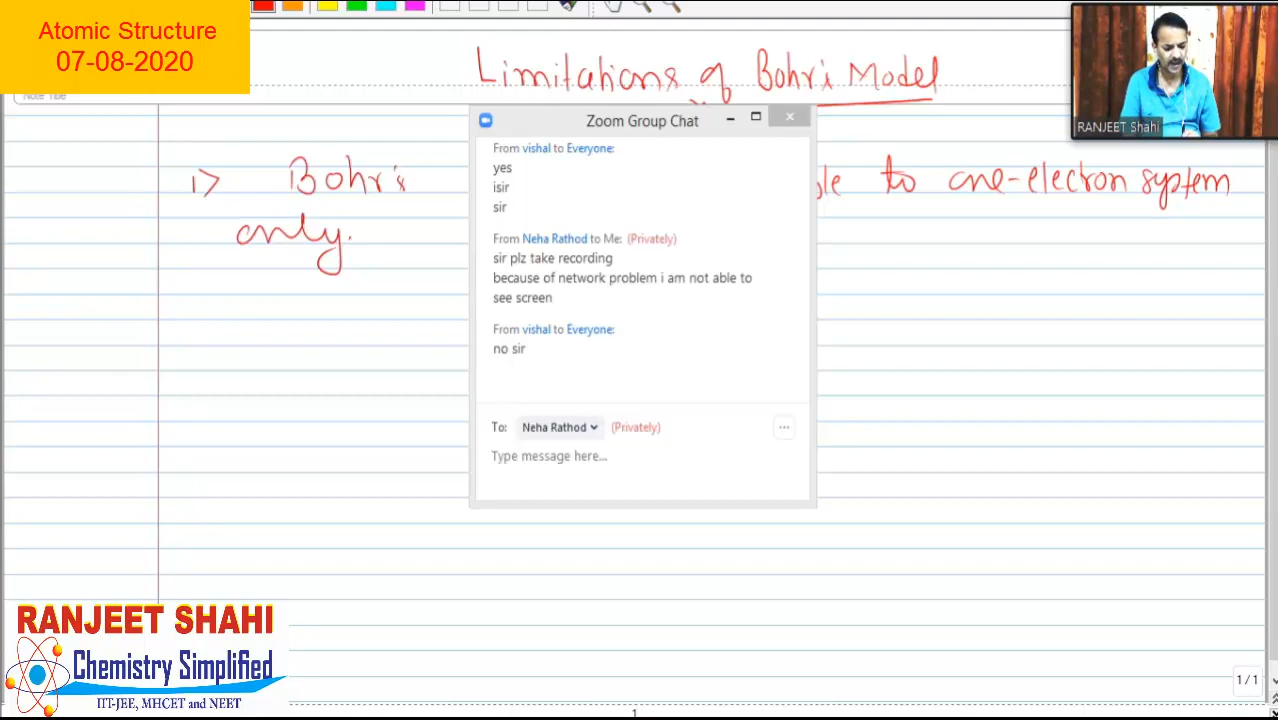 Atomic Structure
07-08-2020
Limitations of Bohr's Model
Note Title
RANJEET Shahi
Zoom Group Chat
From vishal to Everyone:
yes
isir
sir
From Neha Rathod to Me: (Privately)
sir plz take recording
because of network problem i am not able to
see screen
From vishal to Everyone:
no sir
To: Neha Rathod (Privately)
Type message here...
1> Bohr's ble to one-electron system
only.
RANJEET SHAHI
Chemistry Simplified
IIT-JEE, MHCET and NEET
1/1
1